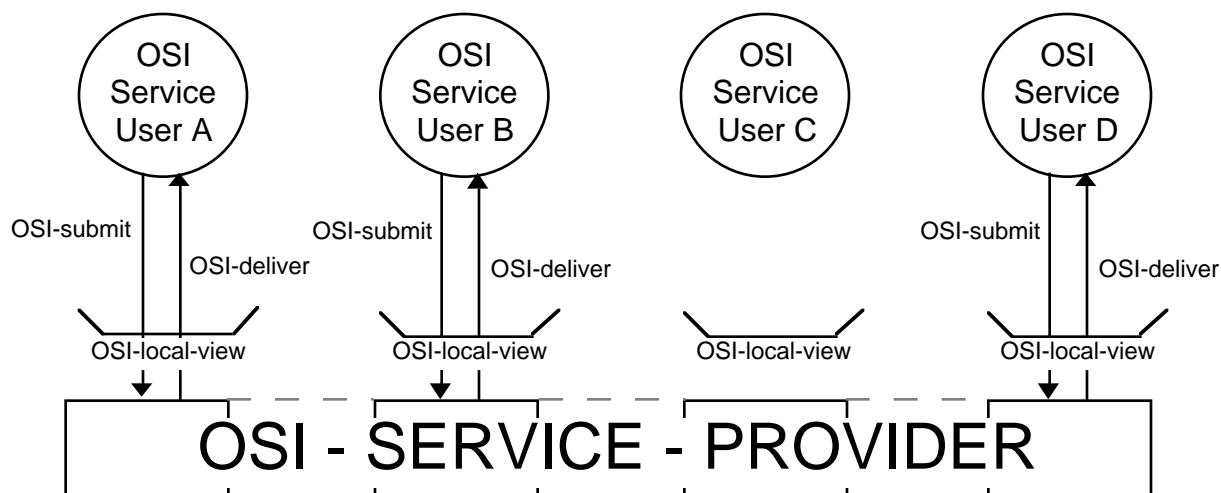 OSI
Service
User A
OSI
Service
User B
OSI
Service
User C
OSI
Service
User D
OSI-submit
OSI-deliver
OSI-submit
OSI-deliver
OSI-submit
OSI-deliver
OSI-local-view
OSI-local-view
OSI-local-view
OSI-local-view
OSI - SERVICE - PROVIDER